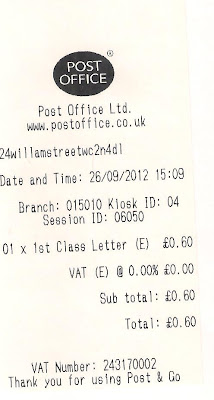 POST
OFFICE
®
Post Office Ltd.
www.postoffice.co.uk
24willamstreetwc2n4dl
Date and Time: 26/09/2012 15:09
Branch: 015010 Kiosk ID: 04
Session ID: 06050
01 x 1st Class Letter (E) £0.60
VAT (E) @ 0.00% £0.00
Sub total: £0.60
Total: £0.60
VAT Number: 243170002
Thank you for using Post & Go